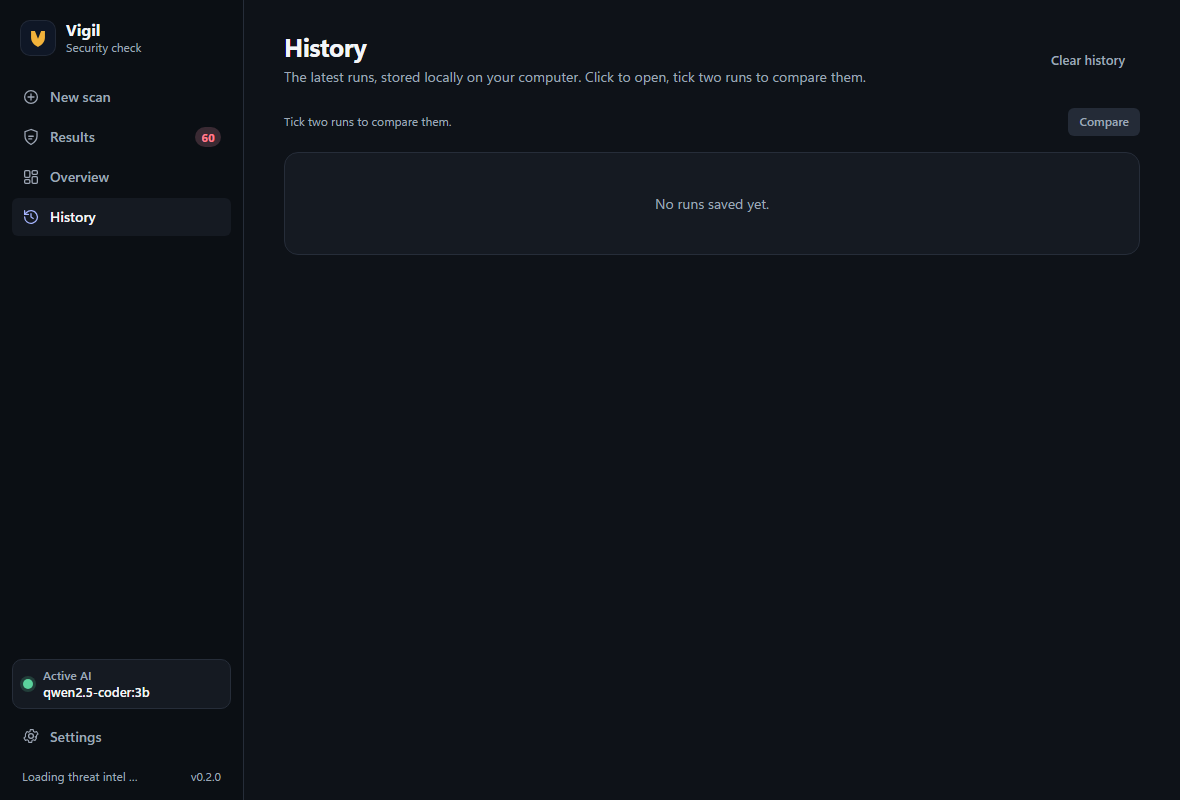 Vigil
Security check
New scan
Results 60
Overview
History
Active AI
qwen2.5-coder:3b
Settings
Loading threat intel ... v0.2.0
History
The latest runs, stored locally on your computer. Click to open, tick two runs to compare them.
Clear history
Tick two runs to compare them.
Compare
No runs saved yet.